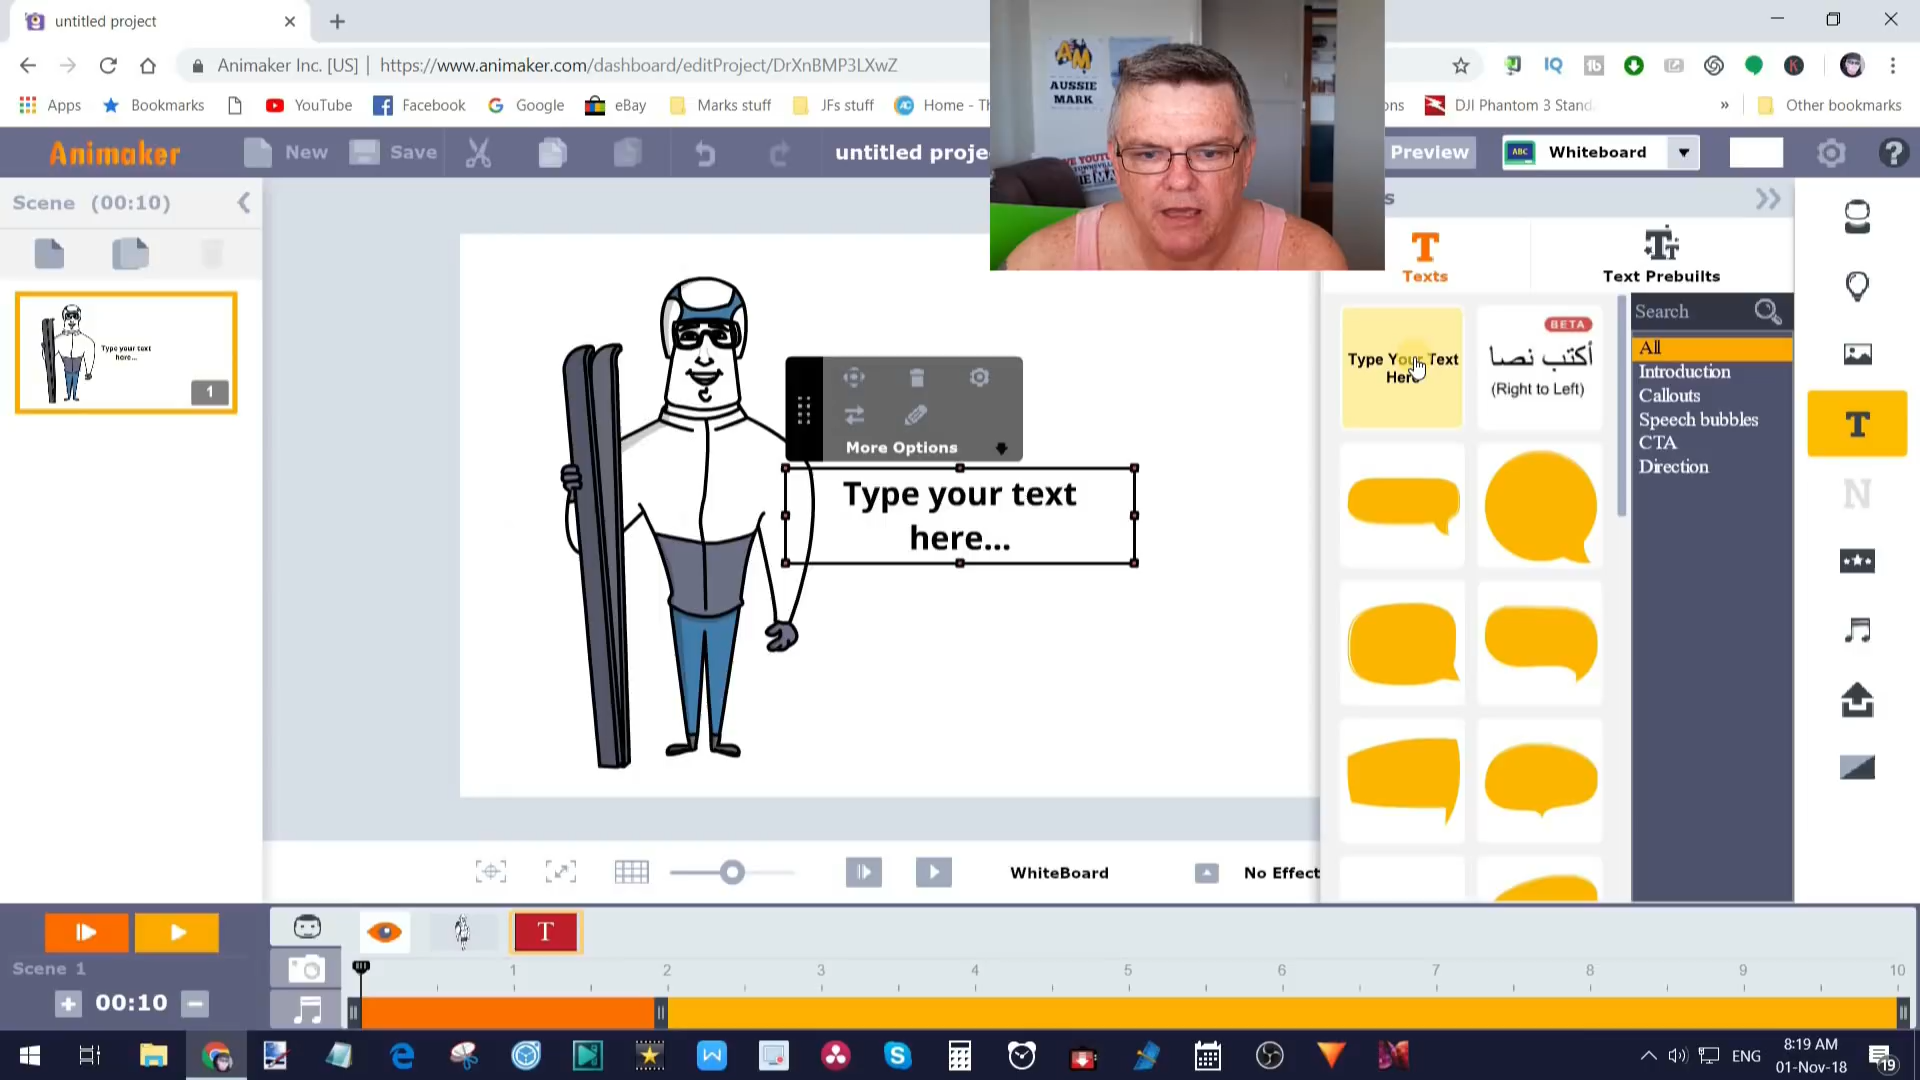 untitled project
Animaker Inc. [US] | https://www.animaker.com/dashboard/editProject/DrXnBMP3LXwZ
Apps Bookmarks YouTube Facebook Google eBay Marks stuff JFs stuff Home - Th ons DJI Phantom 3 Stand » Other bookmarks
AM
AUSSIE
MARK
Animaker New Save untitled proje Preview ABC Whiteboard ?
Scene (00:10)
s
Texts Text Prebuilts
Type your text
here...
1
More Options
Type your text
here...
Type Your Text
Here
BETA
أكتب نصا
(Right to Left)
Search
All
Introduction
Callouts
Speech bubbles
CTA
Direction
T
N
WhiteBoard No Effect
T
Scene 1
00:10
1 2 3 4 5 6 7 8 9 10
8:19 AM
ENG
01-Nov-18
19